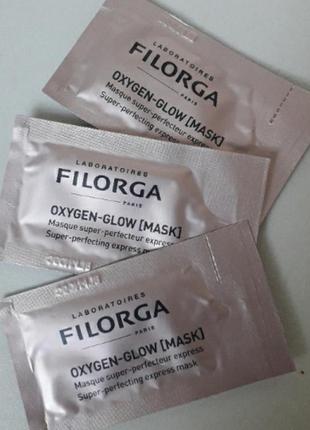 LABORATOIRES
FILORGA
PARIS
OXYGEN-GLOW [MASK]
Masque super-perfecteur express
Super-perfecting express mask
LABORATOIRES
FILORGA
PARIS
OXYGEN-GLOW [MASK]
Masque super-perfecteur express
Super-perfecting express mask
LABORATOIRES
FILORGA
PARIS
OXYGEN-GLOW [MASK]
Masque super-perfecteur express
Super-perfecting express mask